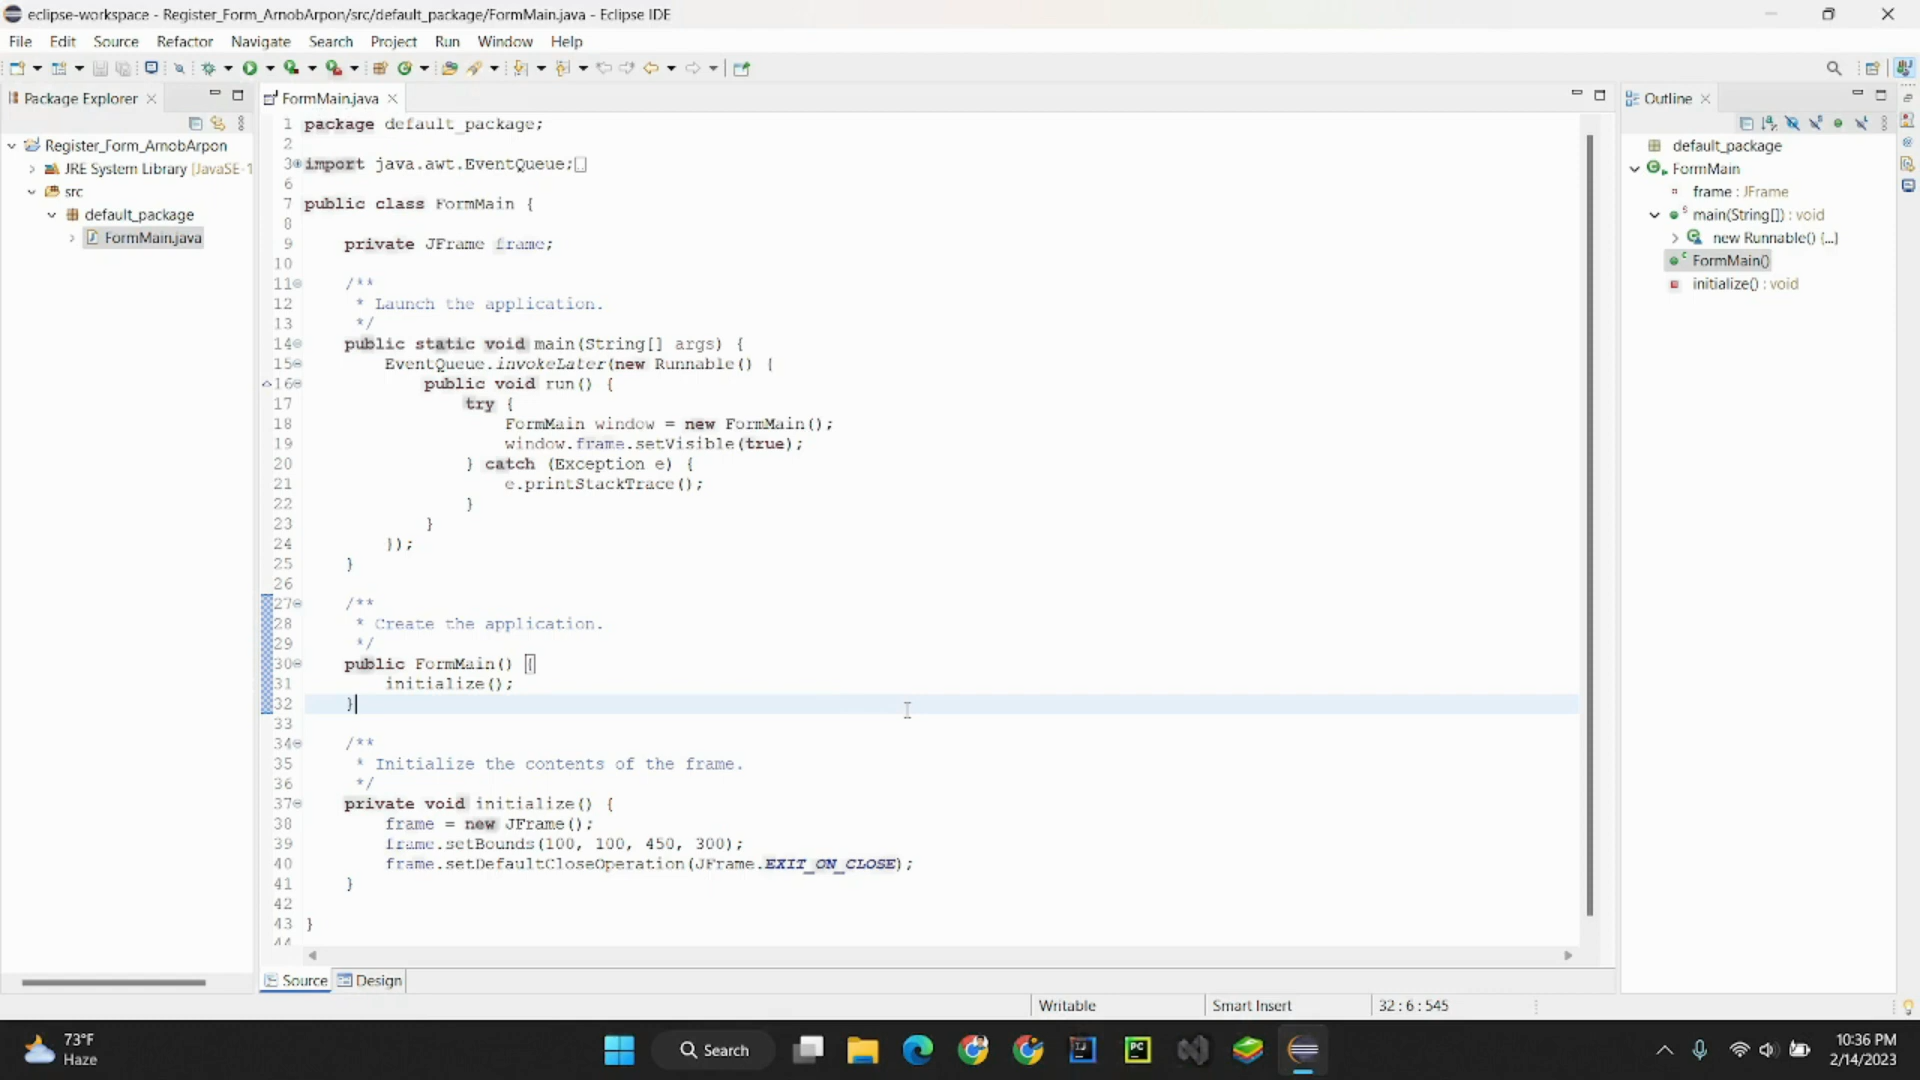 eclipse-workspace - Register_Form_ArnobArpon/src/default_package/FormMain.java - Eclipse IDE
File Edit Source Refactor Navigate Search Project Run Window Help
Package Explorer
Register_Form_ArnobArpon
JRE System Library [JavaSE-1
src
default_package
FormMain.java
FormMain.java
1 package default_package;
2
3 import java.awt.EventQueue;
6
7 public class FormMain {
8
9 private JFrame frame;
10
11 /**
12 * Launch the application.
13 */
14 public static void main(String[] args) {
15 EventQueue.invokeLater(new Runnable() {
16 public void run() {
17 try {
18 FormMain window = new FormMain();
19 window.frame.setVisible(true);
20 } catch (Exception e) {
21 e.printStackTrace();
22 }
23 }
24 });
25 }
26
27 /**
28 * Create the application.
29 */
30 public FormMain() {
31 initialize();
32 }
33
34 /**
35 * Initialize the contents of the frame.
36 */
37 private void initialize() {
38 frame = new JFrame();
39 frame.setBounds(100, 100, 450, 300);
40 frame.setDefaultCloseOperation(JFrame.EXIT_ON_CLOSE);
41 }
42
43 }
44
Source Design
Outline
default_package
FormMain
frame : JFrame
main(String[]) : void
new Runnable() {...}
FormMain()
initialize() : void
Writable Smart Insert 32 : 6 : 545
73°F
Haze
Search
PC
10:36 PM
2/14/2023